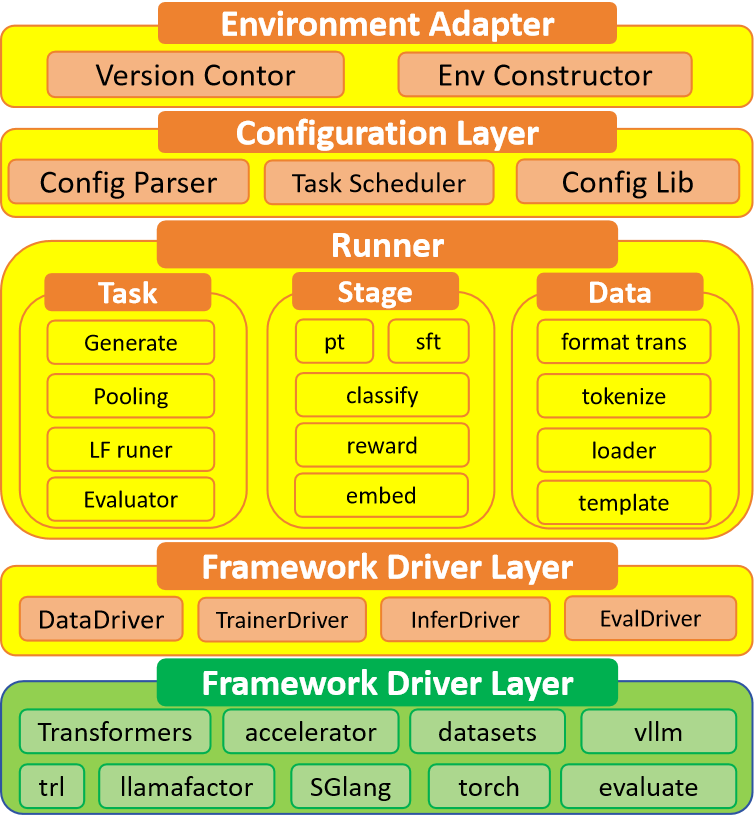 Environment Adapter
Version Contor
Env Constructor
Configuration Layer
Config Parser
Task Scheduler
Config Lib
Runner
Task
Generate
Pooling
LF runer
Evaluator
Stage
pt
sft
classify
reward
embed
Data
format trans
tokenize
loader
template
Framework Driver Layer
DataDriver
TrainerDriver
InferDriver
EvalDriver
Framework Driver Layer
Transformers
accelerator
datasets
vllm
trl
llamafactor
SGlang
torch
evaluate